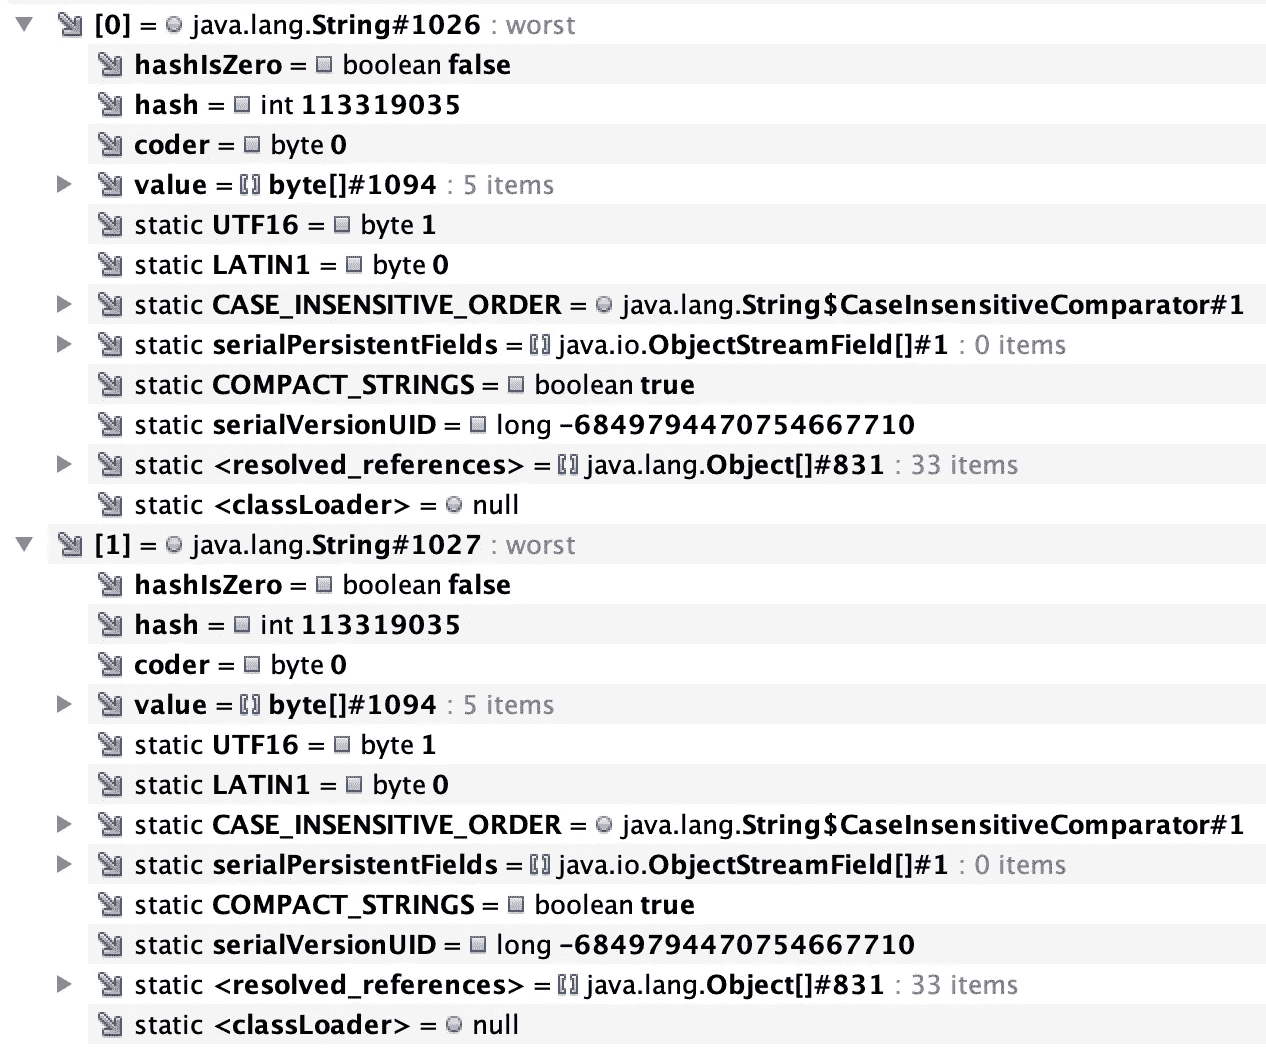 [0] = java.lang.String#1026 : worst
hashIsZero = boolean false
hash = int 113319035
coder = byte 0
value = byte[]#1094 : 5 items
static UTF16 = byte 1
static LATIN1 = byte 0
static CASE_INSENSITIVE_ORDER = java.lang.String$CaseInsensitiveComparator#1
static serialPersistentFields = java.io.ObjectStreamField[]#1 : 0 items
static COMPACT_STRINGS = boolean true
static serialVersionUID = long -6849794470754667710
static <resolved_references> = java.lang.Object[]#831 : 33 items
static <classLoader> = null
[1] = java.lang.String#1027 : worst
hashIsZero = boolean false
hash = int 113319035
coder = byte 0
value = byte[]#1094 : 5 items
static UTF16 = byte 1
static LATIN1 = byte 0
static CASE_INSENSITIVE_ORDER = java.lang.String$CaseInsensitiveComparator#1
static serialPersistentFields = java.io.ObjectStreamField[]#1 : 0 items
static COMPACT_STRINGS = boolean true
static serialVersionUID = long -6849794470754667710
static <resolved_references> = java.lang.Object[]#831 : 33 items
static <classLoader> = null